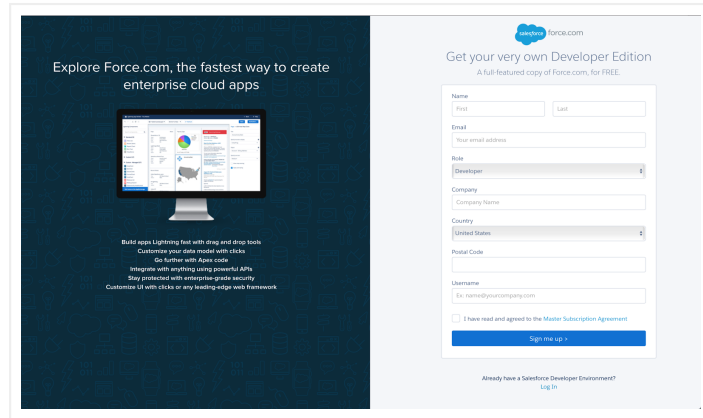 Explore Force.com, the fastest way to create
enterprise cloud apps
Build apps Lightning fast with drag and drop tools
Customize your data model with clicks
Go further with Apex code
Integrate with anything using powerful APIs
Stay protected with enterprise-grade security
Customize UI with clicks or any leading-edge web framework
salesforce force.com
Get your very own Developer Edition
A full-featured copy of Force.com, for FREE.
Name
First Last
Email
Your email address
Role
Developer
Company
Company Name
Country
United States
Postal Code
Username
Ex: name@yourcompany.com
I have read and agreed to the Master Subscription Agreement
Sign me up >
Already have a Salesforce Developer Environment?
Log In